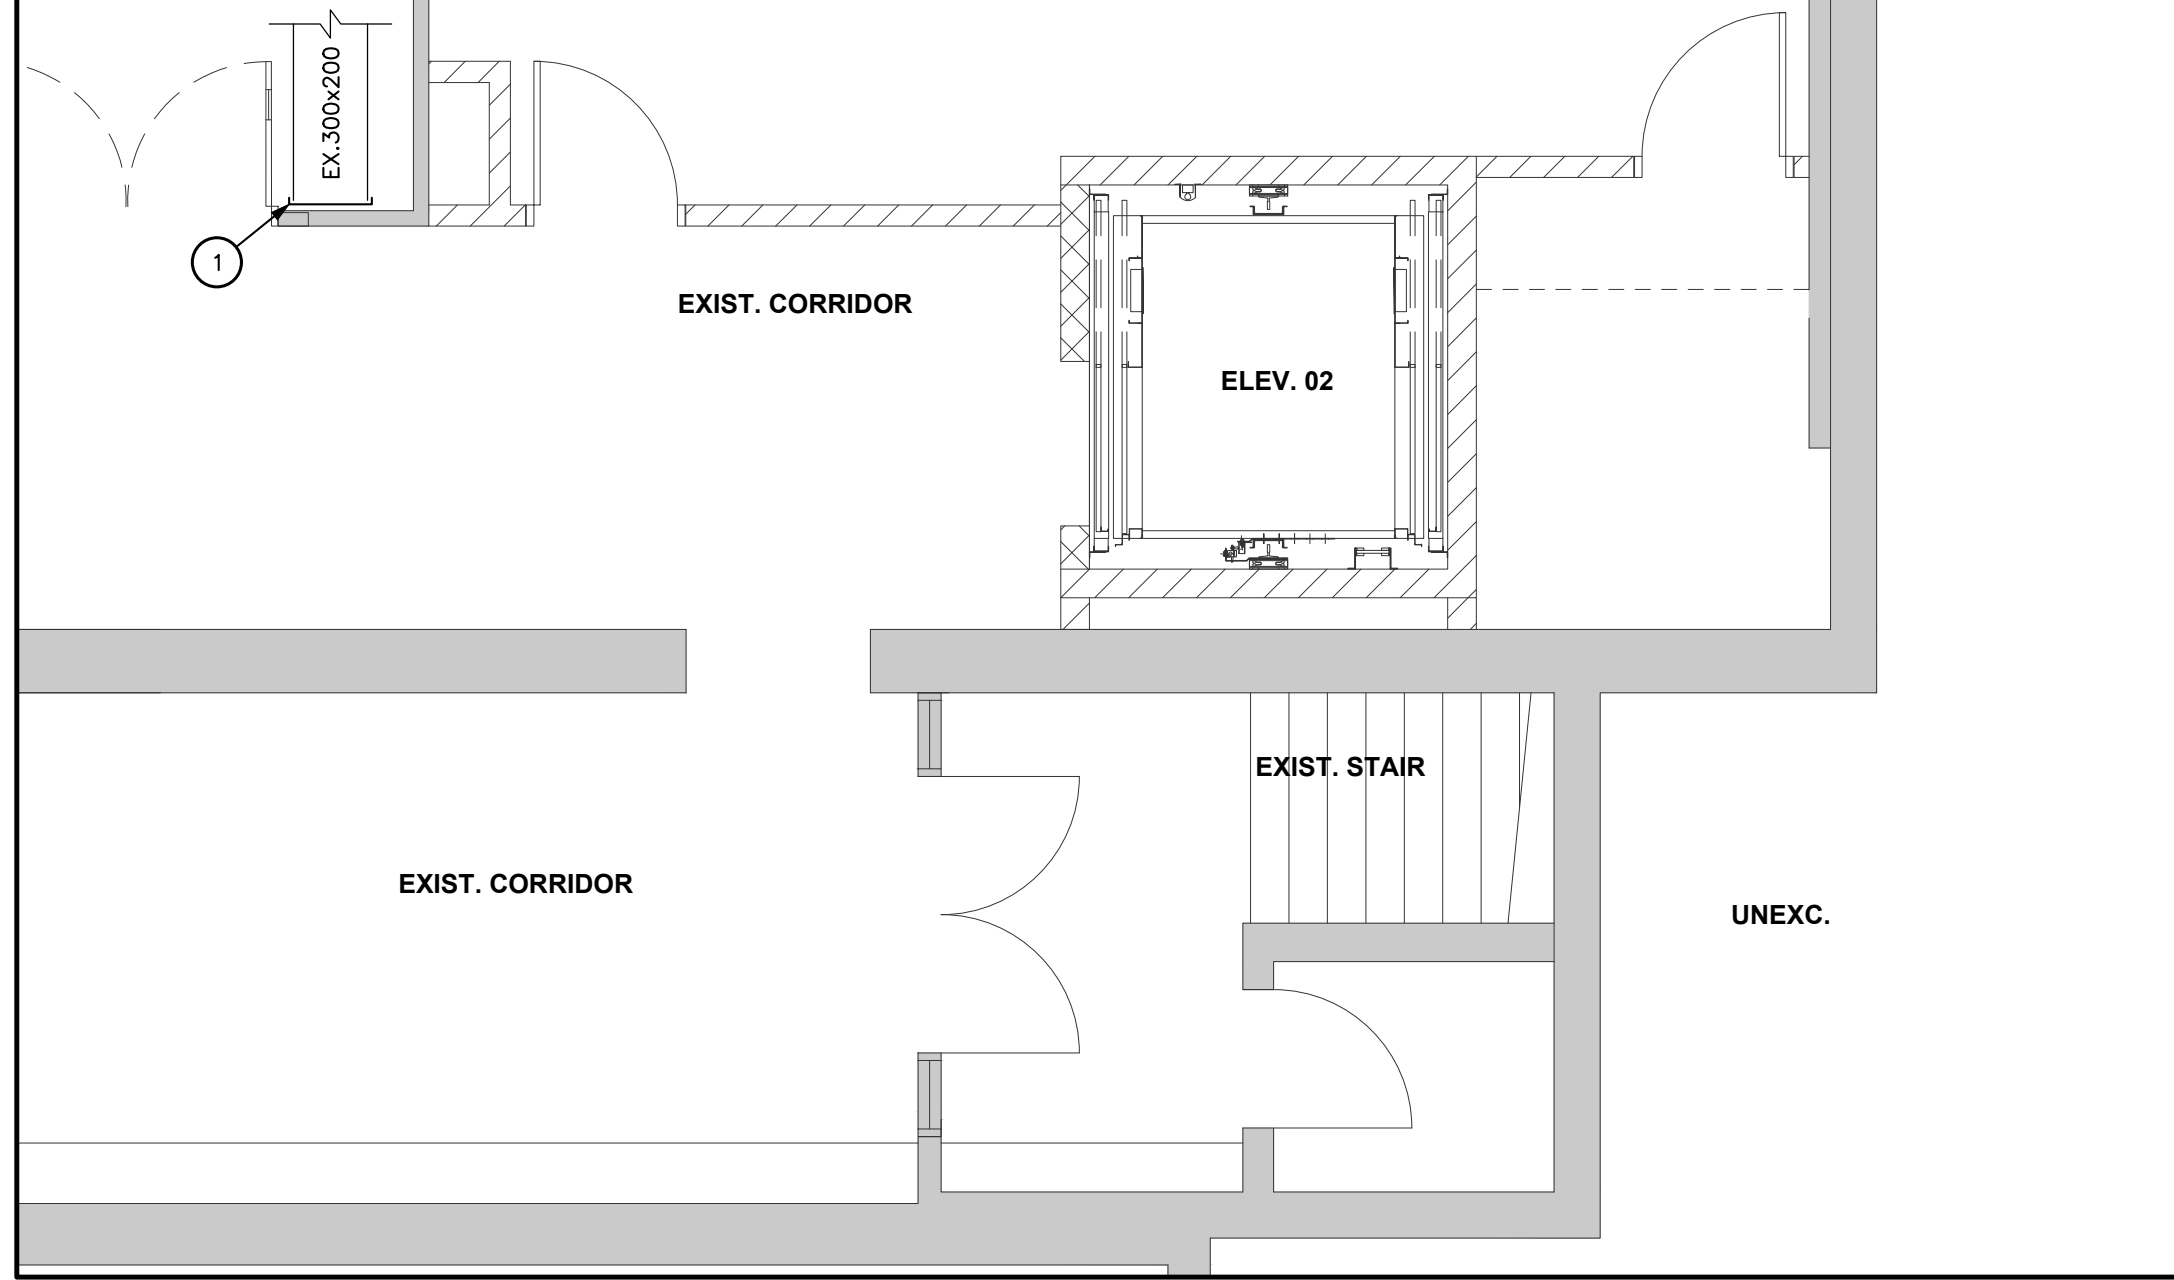 EX.300x200
1
EXIST. CORRIDOR
ELEV. 02
EXIST. STAIR
EXIST. CORRIDOR
UNEXC.